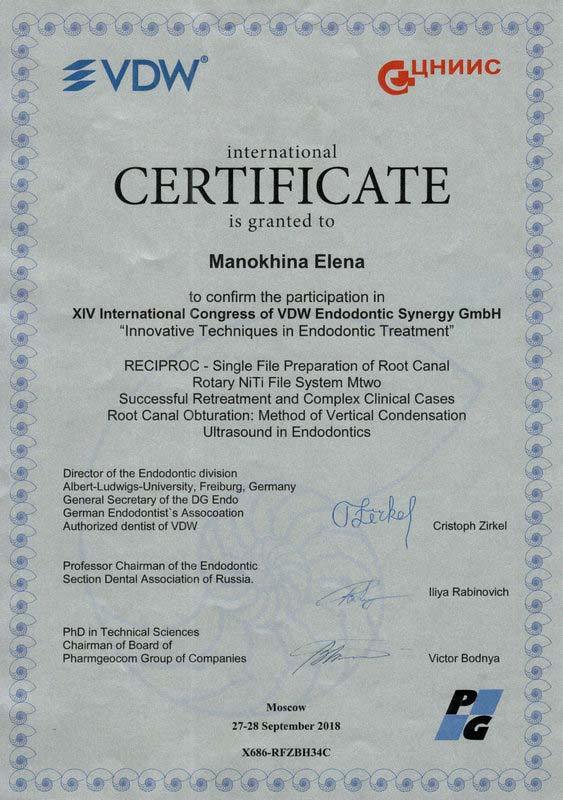 VDW®
ЦНИИС
international
CERTIFICATE
is granted to
Manokhina Elena
to confirm the participation in
XIV International Congress of VDW Endodontic Synergy GmbH
“Innovative Techniques in Endodontic Treatment”
RECIPROC - Single File Preparation of Root Canal
Rotary NiTi File System Mtwo
Successful Retreatment and Complex Clinical Cases
Root Canal Obturation: Method of Vertical Condensation
Ultrasound in Endodontics
Director of the Endodontic division
Albert-Ludwigs-University, Freiburg, Germany
General Secretary of the DG Endo
German Endodontist`s Assocoation
Authorized dentist of VDW
Cristoph Zirkel
Professor Chairman of the Endodontic
Section Dental Association of Russia.
Iliya Rabinovich
PhD in Technical Sciences
Chairman of Board of
Pharmgeocom Group of Companies
Victor Bodnya
Moscow
27-28 September 2018
X686-RFZBH34C
PG